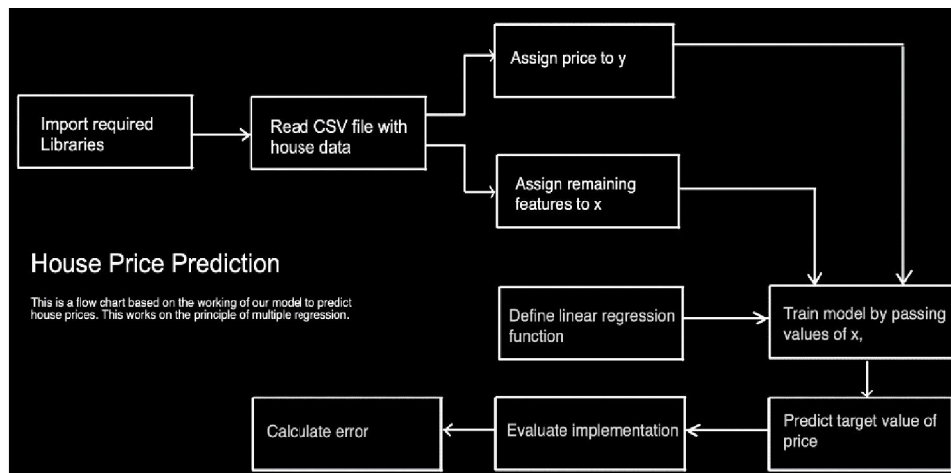 Import required
Libraries
Read CSV file with
house data
Assign price to y
Assign remaining
features to x
House Price Prediction
This is a flow chart based on the working of our model to predict
house prices. This works on the principle of multiple regression.
Define linear regression
function
Train model by passing
values of x,
Predict target value of
price
Evaluate implementation
Calculate error